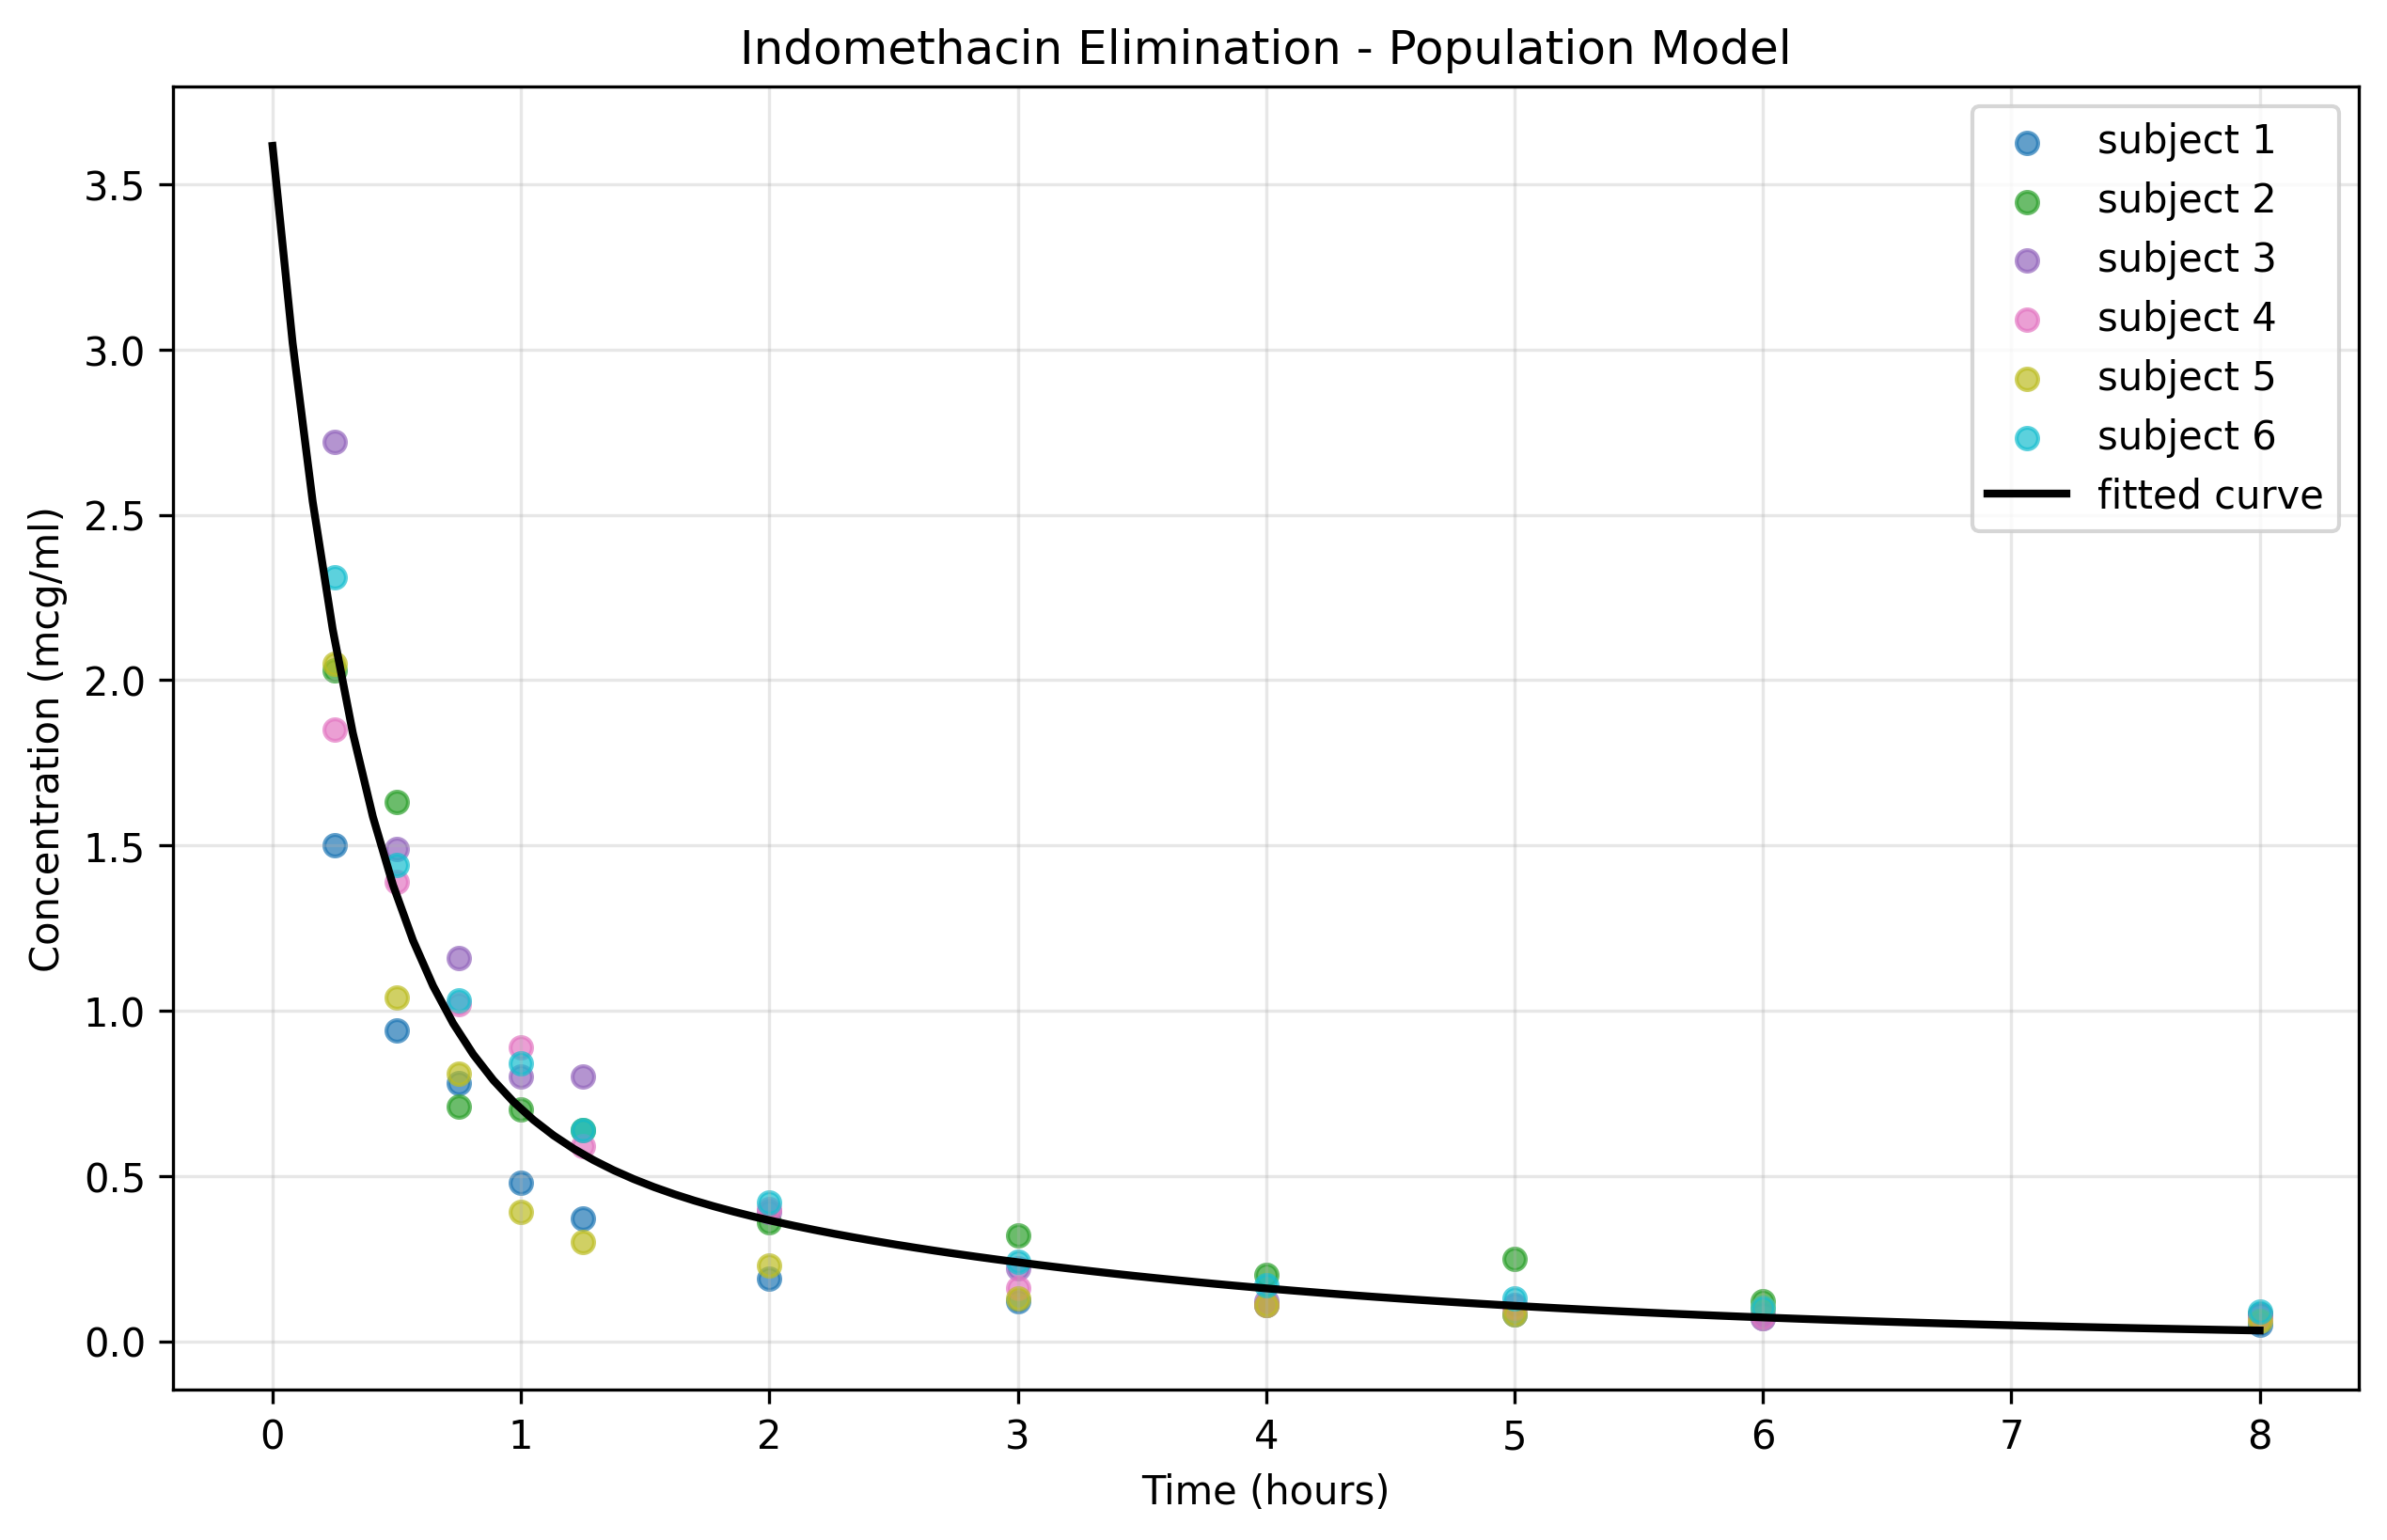 Indomethacin Elimination - Population Model
Concentration (mcg/ml)
3.5
3.0
2.5
2.0
1.5
1.0
0.5
0.0
subject 1
subject 2
subject 3
subject 4
subject 5
subject 6
fitted curve
0 1 2 3 4 5 6 7 8
Time (hours)